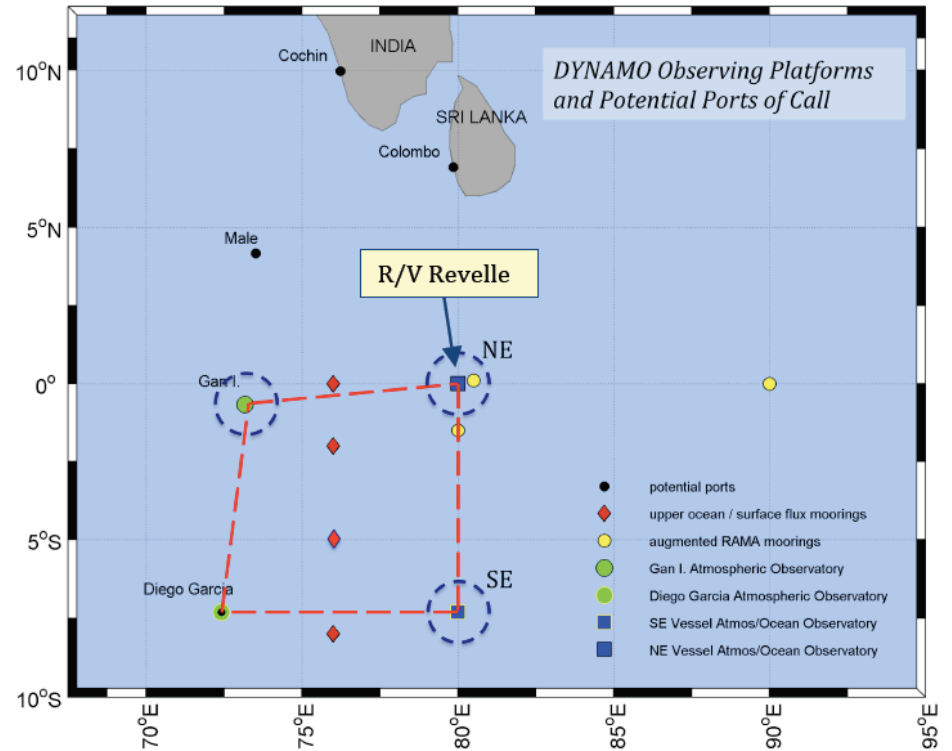 INDIA
Cochin
10°N
DYNAMO Observing Platforms
and Potential Ports of Call
SRI LANKA
Colombo
5°N
Male
R/V Revelle
NE
0°
Gan I.
potential ports
upper ocean / surface flux moorings
augmented RAMA moorings
5°S
Gan I. Atmospheric Observatory
SE
Diego Garcia
Diego Garcia Atmospheric Observatory
SE Vessel Atmos/Ocean Observatory
NE Vessel Atmos/Ocean Observatory
10°S
70°E
75°E
80°E
85°E
90°E
95°E